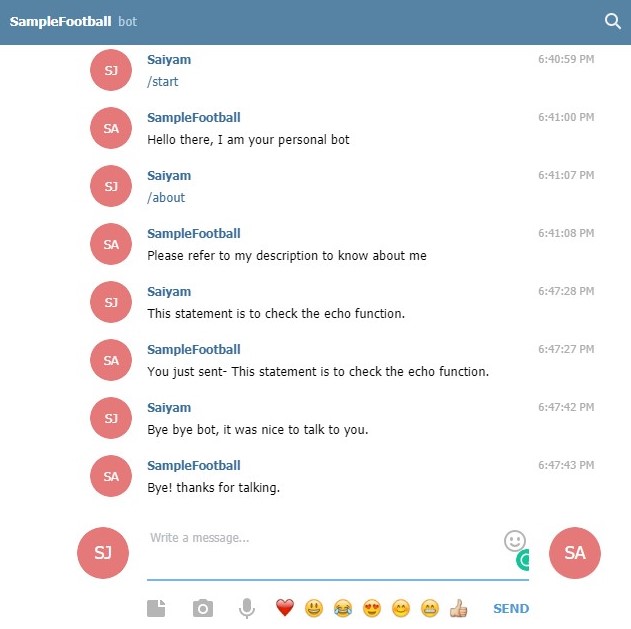 SampleFootball bot
SJ Saiyam 6:40:59 PM
/start
SA SampleFootball 6:41:00 PM
Hello there, I am your personal bot
SJ Saiyam 6:41:07 PM
/about
SA SampleFootball 6:41:08 PM
Please refer to my description to know about me
SJ Saiyam 6:47:28 PM
This statement is to check the echo function.
SA SampleFootball 6:47:27 PM
You just sent- This statement is to check the echo function.
SJ Saiyam 6:47:42 PM
Bye bye bot, it was nice to talk to you.
SA SampleFootball 6:47:43 PM
Bye! thanks for talking.
SJ Write a message... SA
SEND